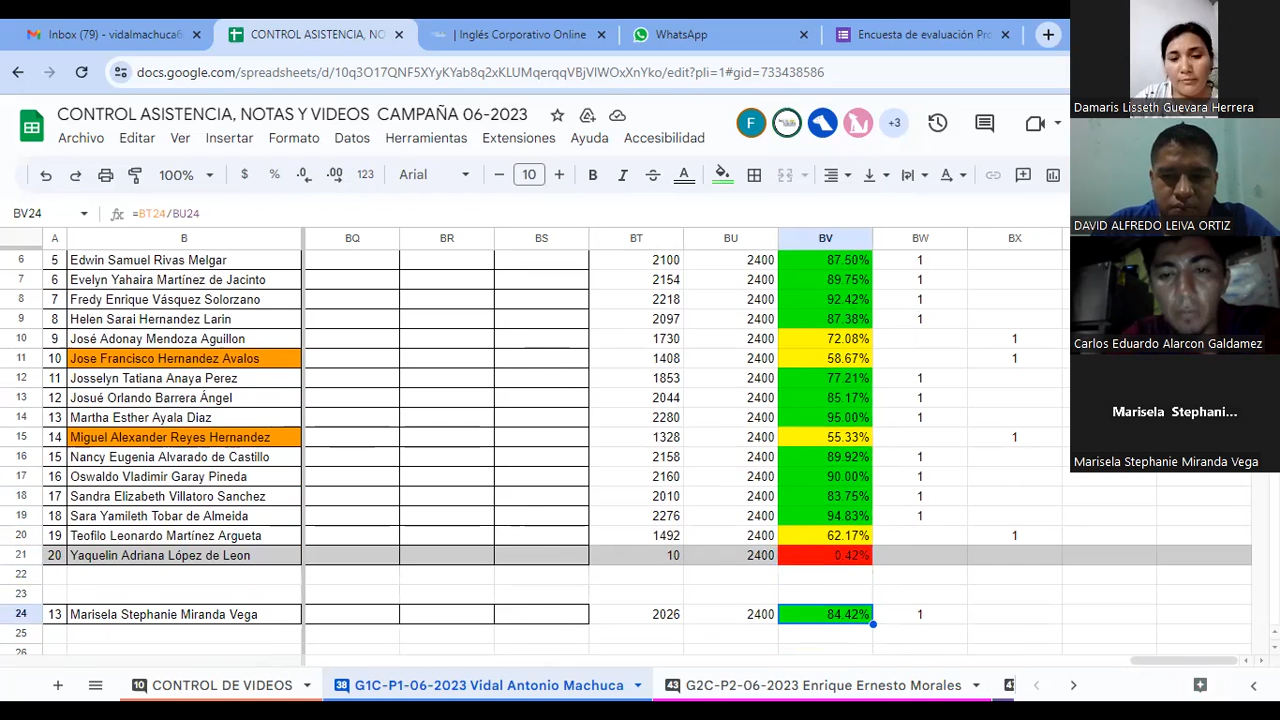 Inbox (79) - vidalmachuca6
CONTROL ASISTENCIA, NO
| Inglés Corporativo Online
WhatsApp
Encuesta de evaluación Pro
docs.google.com/spreadsheets/d/
CONTROL ASISTENCIA, NOTAS Y VIDEOS CAMPAÑA 06-2023
F
+3
Archivo Editar Ver Insertar Formato Datos Herramientas Extensiones Ayuda Accesibilidad
100% $ % .0 .00 123 Arial − 10 + B I A
BV24 fx =BT24/BU24
A B BQ BR BS BT BU BV BW BX
6 5 Edwin Samuel Rivas Melgar 2100 2400 87.50% 1
7 6 Evelyn Yahaira Martínez de Jacinto 2154 2400 89.75% 1
8 7 Fredy Enrique Vásquez Solorzano 2218 2400 92.42% 1
9 8 Helen Sarai Hernandez Larin 2097 2400 87.38% 1
10 9 José Adonay Mendoza Aguillon 1730 2400 72.08% 1
11 10 Jose Francisco Hernandez Avalos 1408 2400 58.67% 1
12 11 Josselyn Tatiana Anaya Perez 1853 2400 77.21% 1
13 12 Josué Orlando Barrera Ángel 2044 2400 85.17% 1
14 13 Martha Esther Ayala Diaz 2280 2400 95.00% 1
15 14 Miguel Alexander Reyes Hernandez 1328 2400 55.33% 1
16 15 Nancy Eugenia Alvarado de Castillo 2158 2400 89.92% 1
17 16 Oswaldo Vladimir Garay Pineda 2160 2400 90.00% 1
18 17 Sandra Elizabeth Villatoro Sanchez 2010 2400 83.75% 1
19 18 Sara Yamileth Tobar de Almeida 2276 2400 94.83% 1
20 19 Teofilo Leonardo Martínez Argueta 1492 2400 62.17% 1
21 20 Yaquelin Adriana López de Leon 10 2400 0.42%
22
23
24 13 Marisela Stephanie Miranda Vega 2026 2400 84.42% 1
25
26
10 CONTROL DE VIDEOS
38 G1C-P1-06-2023 Vidal Antonio Machuca
43 G2C-P2-06-2023 Enrique Ernesto Morales
Damaris Lisseth Guevara Herrera
DAVID ALFREDO LEIVA ORTIZ
Carlos Eduardo Alarcon Galdamez
Marisela Stephani...
Marisela Stephanie Miranda Vega